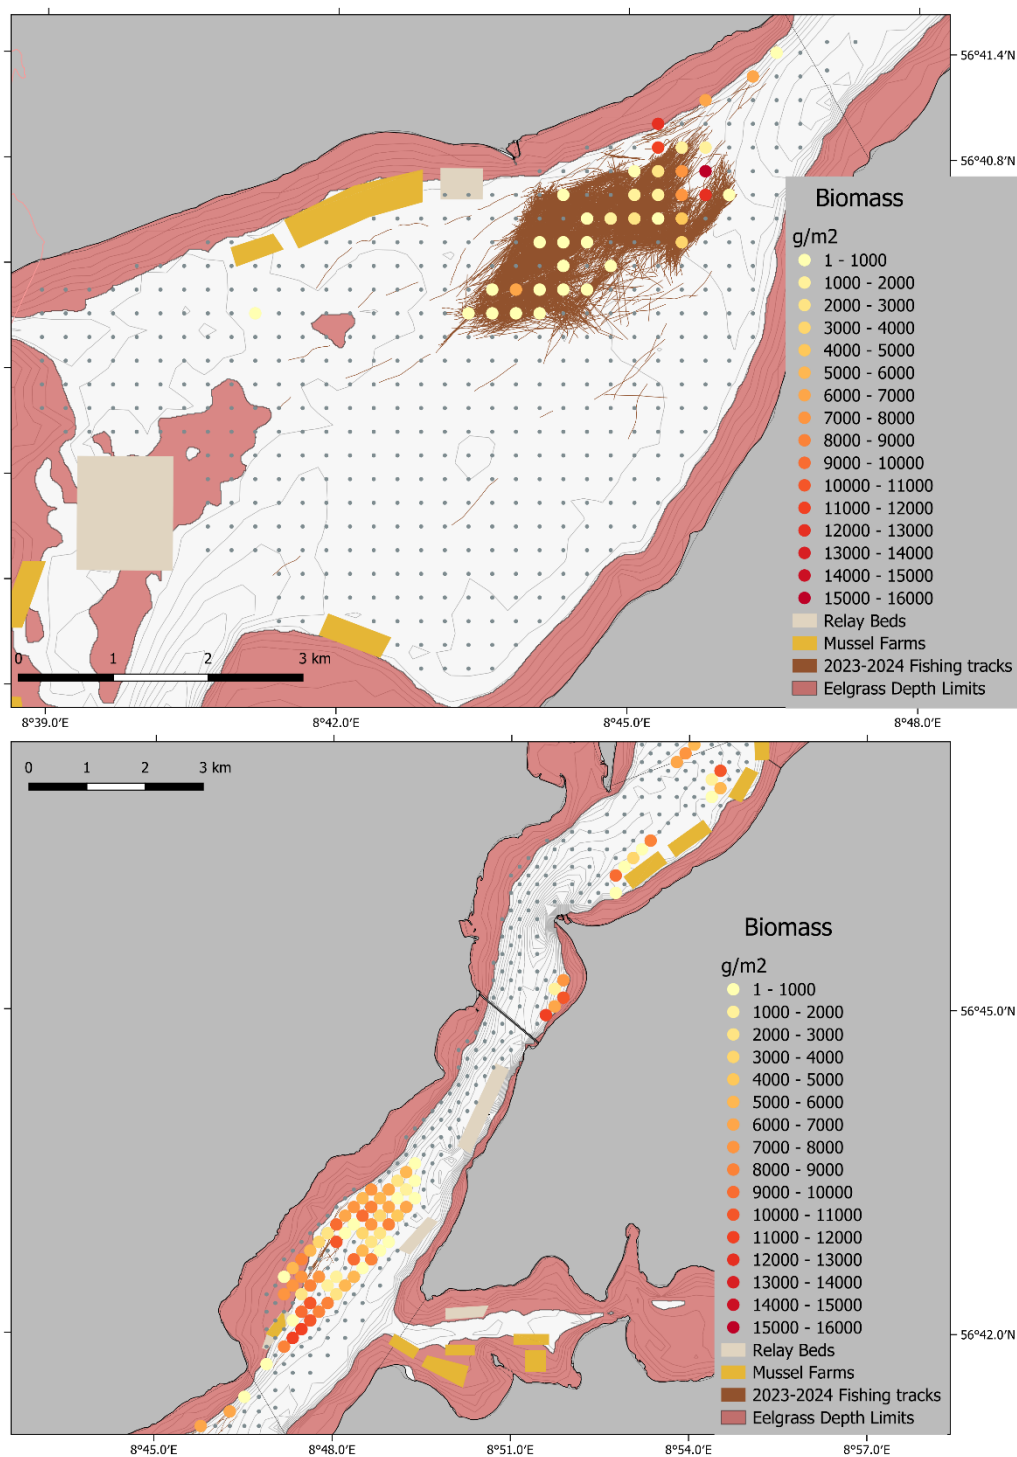 56°41.4'N
56°40.8'N
Biomass
g/m2
1 - 1000
1000 - 2000
2000 - 3000
3000 - 4000
4000 - 5000
5000 - 6000
6000 - 7000
7000 - 8000
8000 - 9000
9000 - 10000
10000 - 11000
11000 - 12000
12000 - 13000
13000 - 14000
14000 - 15000
15000 - 16000
Relay Beds
Mussel Farms
2023-2024 Fishing tracks
Eelgrass Depth Limits
0 1 2 3 km
8°39.0'E 8°42.0'E 8°45.0'E 8°48.0'E
0 1 2 3 km
Biomass
g/m2
1 - 1000
1000 - 2000
2000 - 3000
3000 - 4000
4000 - 5000
5000 - 6000
6000 - 7000
7000 - 8000
8000 - 9000
9000 - 10000
10000 - 11000
11000 - 12000
12000 - 13000
13000 - 14000
14000 - 15000
15000 - 16000
Relay Beds
Mussel Farms
2023-2024 Fishing tracks
Eelgrass Depth Limits
56°45.0'N
56°42.0'N
8°45.0'E 8°48.0'E 8°51.0'E 8°54.0'E 8°57.0'E